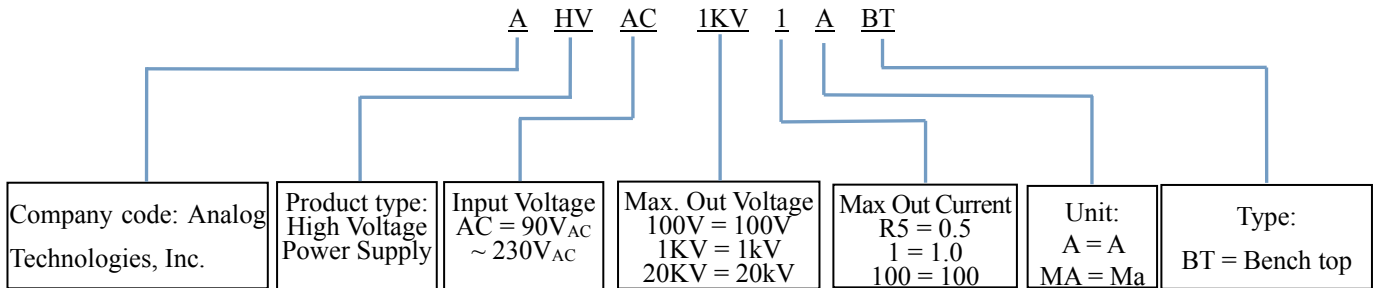 A HV AC 1KV 1 A BT
Company code: Analog
Technologies, Inc.
Product type:
High Voltage
Power Supply
Input Voltage
AC = 90VAC
~ 230VAC
Max. Out Voltage
100V = 100V
1KV = 1kV
20KV = 20kV
Max Out Current
R5 = 0.5
1 = 1.0
100 = 100
Unit:
A = A
MA = Ma
Type:
BT = Bench top